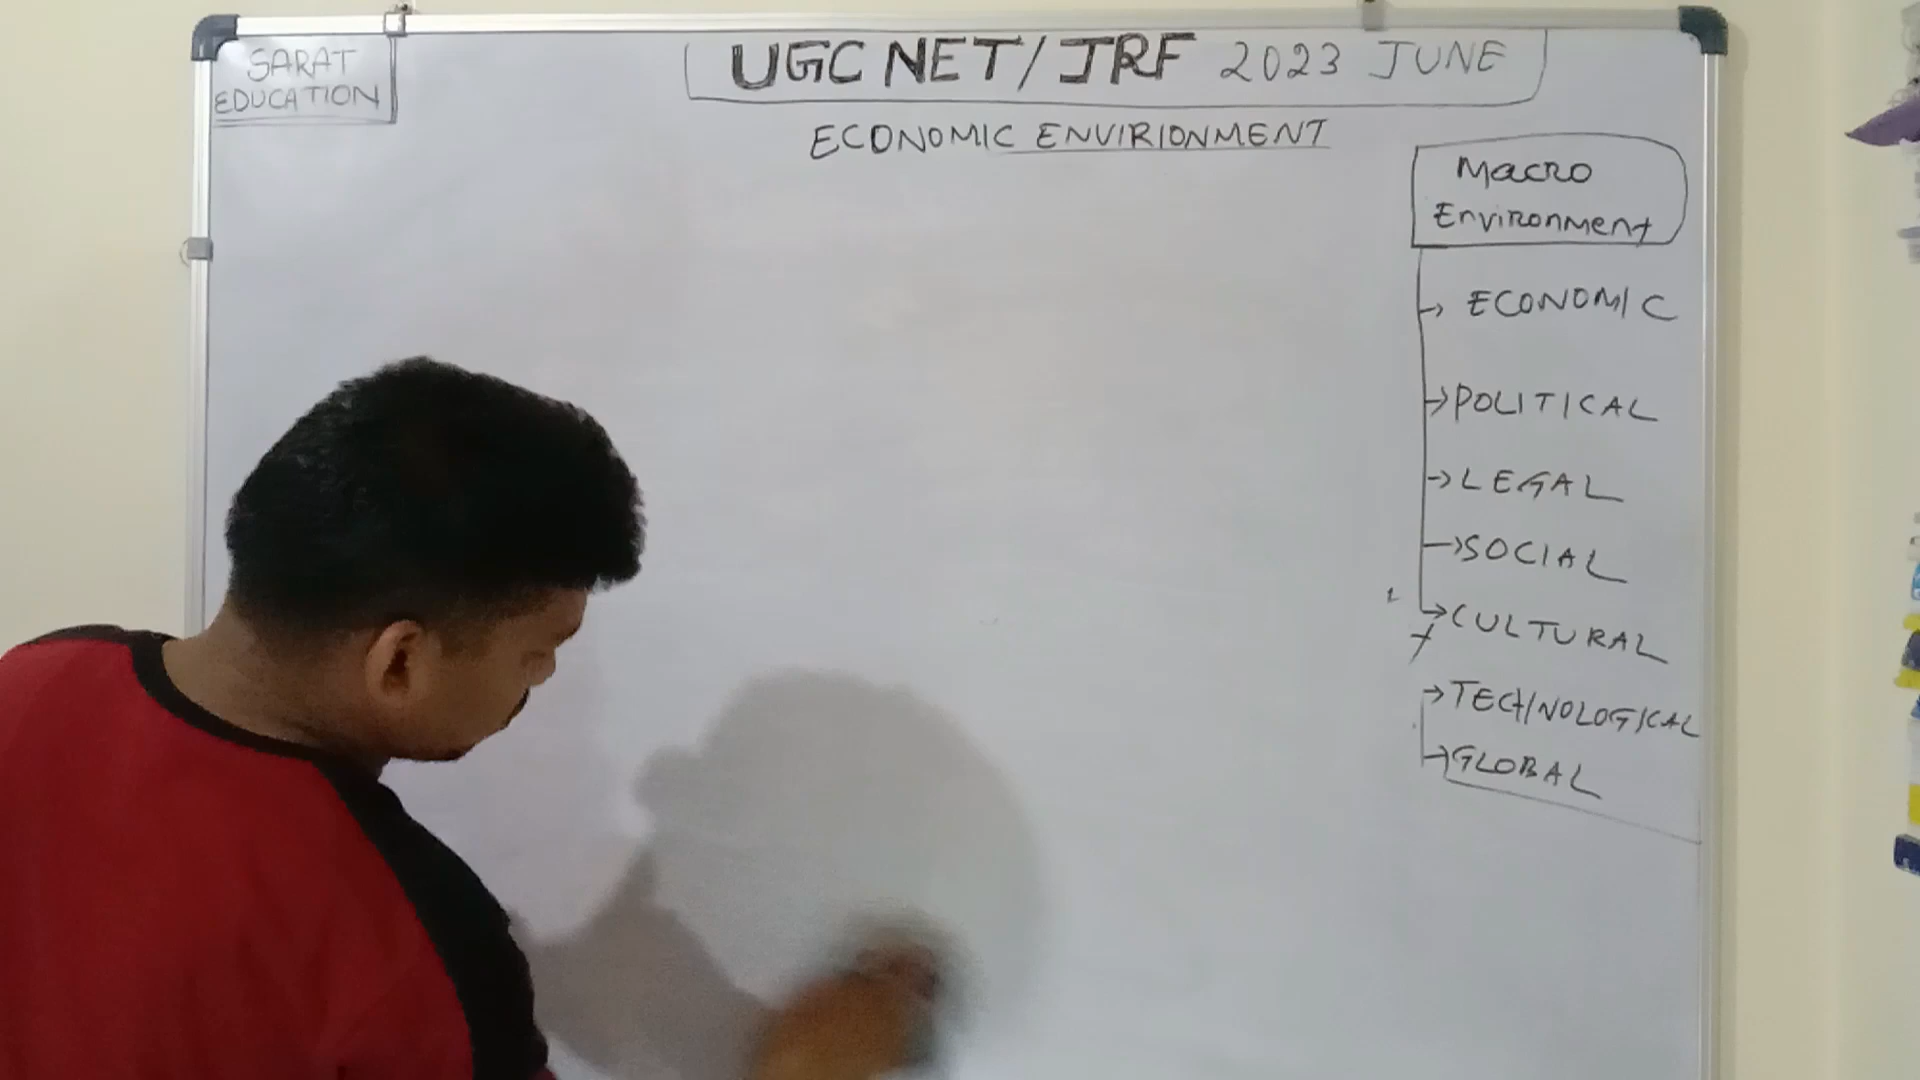 SARAT
EDUCATION
UGC NET/JRF 2023 JUNE
ECONOMIC ENVIRIONMENT
Macro
Environment
→ ECONOMIC
→ POLITICAL
→ LEGAL
→ SOCIAL
→ CULTURAL
→ TECHNOLOGICAL
→ GLOBAL